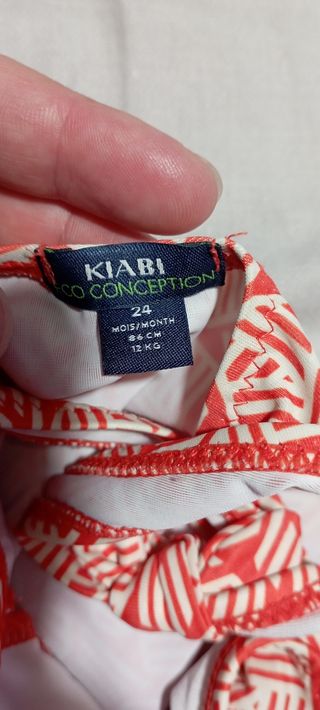 KIABI
ECO CONCEPTION
24
MOIS/MONTH
86 CM
12 KG